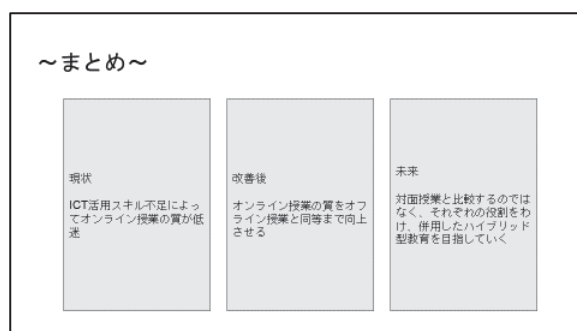 ～まとめ～
現状
ICT活用スキル不足によっ
てオンライン授業の質が低
迷
改善後
オンライン授業の質をオフ
ライン授業と同等まで向上
させる
未来
対面授業と比較するのでは
なく、それぞれの役割をわ
け、併用したハイブリッド
型教育を目指していく